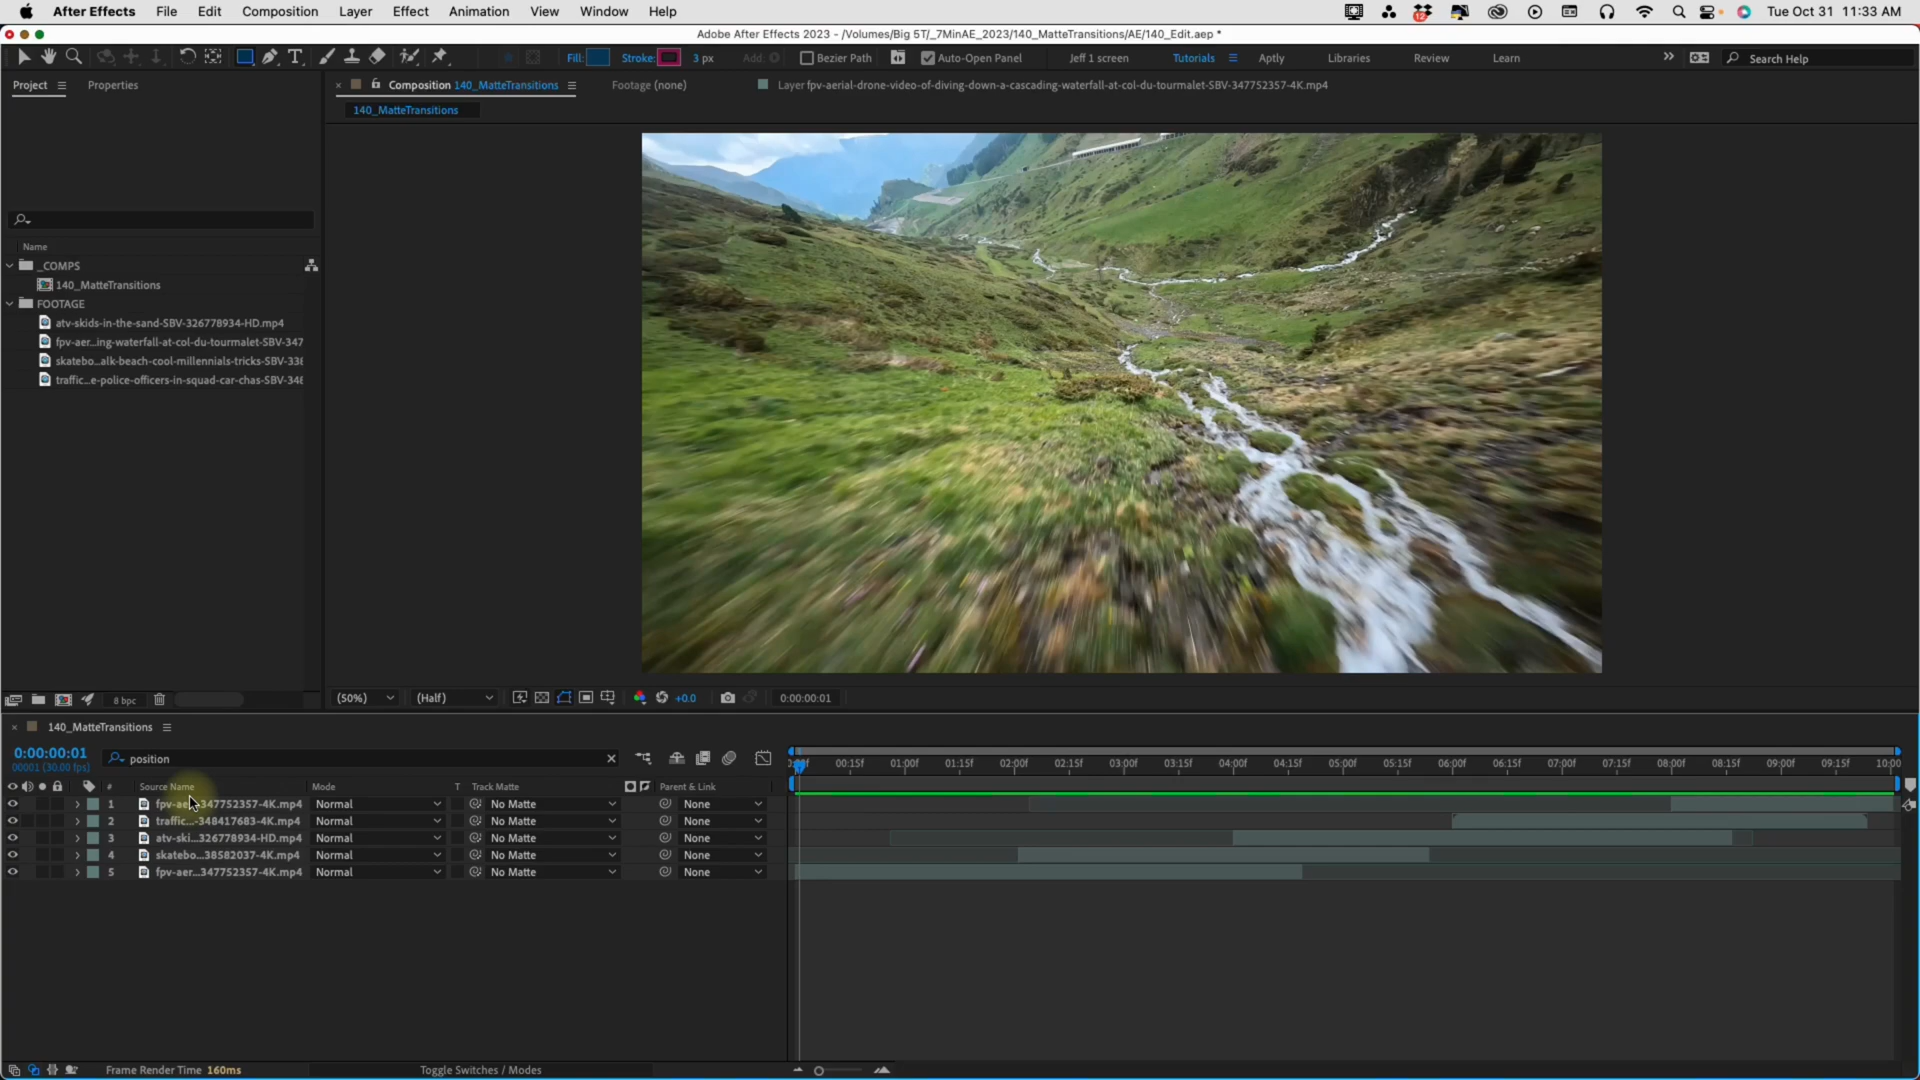 After Effects File Edit Composition Layer Effect Animation View Window Help 12 Tue Oct 31 11:33 AM
Adobe After Effects 2023 - /Volumes/Big 5T/_7MinAE_2023/140_MatteTransitions/AE/140_Edit.aep *
Fill: Stroke: 3 px Add: Bezier Path Auto-Open Panel Jeff 1 screen Tutorials Aptly Libraries Review Learn Search Help
Project Properties × Composition 140_MatteTransitions Footage (none) Layer fpv-aerial-drone-video-of-diving-down-a-cascading-waterfall-at-col-du-tourmalet-SBV-347752357-4K.mp4
140_MatteTransitions
Name
_COMPS
140_MatteTransitions
FOOTAGE
atv-skids-in-the-sand-SBV-326778934-HD.mp4
fpv-aer...ing-waterfall-at-col-du-tourmalet-SBV-347
skatebo...alk-beach-cool-millennials-tricks-SBV-338
traffic...e-police-officers-in-squad-car-chas-SBV-348
8 bpc (50%) (Half) +0.0 0:00:00:01
× 140_MatteTransitions
0:00:00:01 position ×
00001 (30.00 fps) 00:15f 01:00f 01:15f 02:00f 02:15f 03:00f 03:15f 04:00f 04:15f 05:00f 05:15f 06:00f 06:15f 07:00f 07:15f 08:00f 08:15f 09:00f 09:15f 10:00
# Source Name Mode T Track Matte Parent & Link
1 fpv-ae...347752357-4K.mp4 Normal No Matte None
2 traffic...-348417683-4K.mp4 Normal No Matte None
3 atv-ski...326778934-HD.mp4 Normal No Matte None
4 skatebo...38582037-4K.mp4 Normal No Matte None
5 fpv-aer...347752357-4K.mp4 Normal No Matte None
Frame Render Time 160ms Toggle Switches / Modes